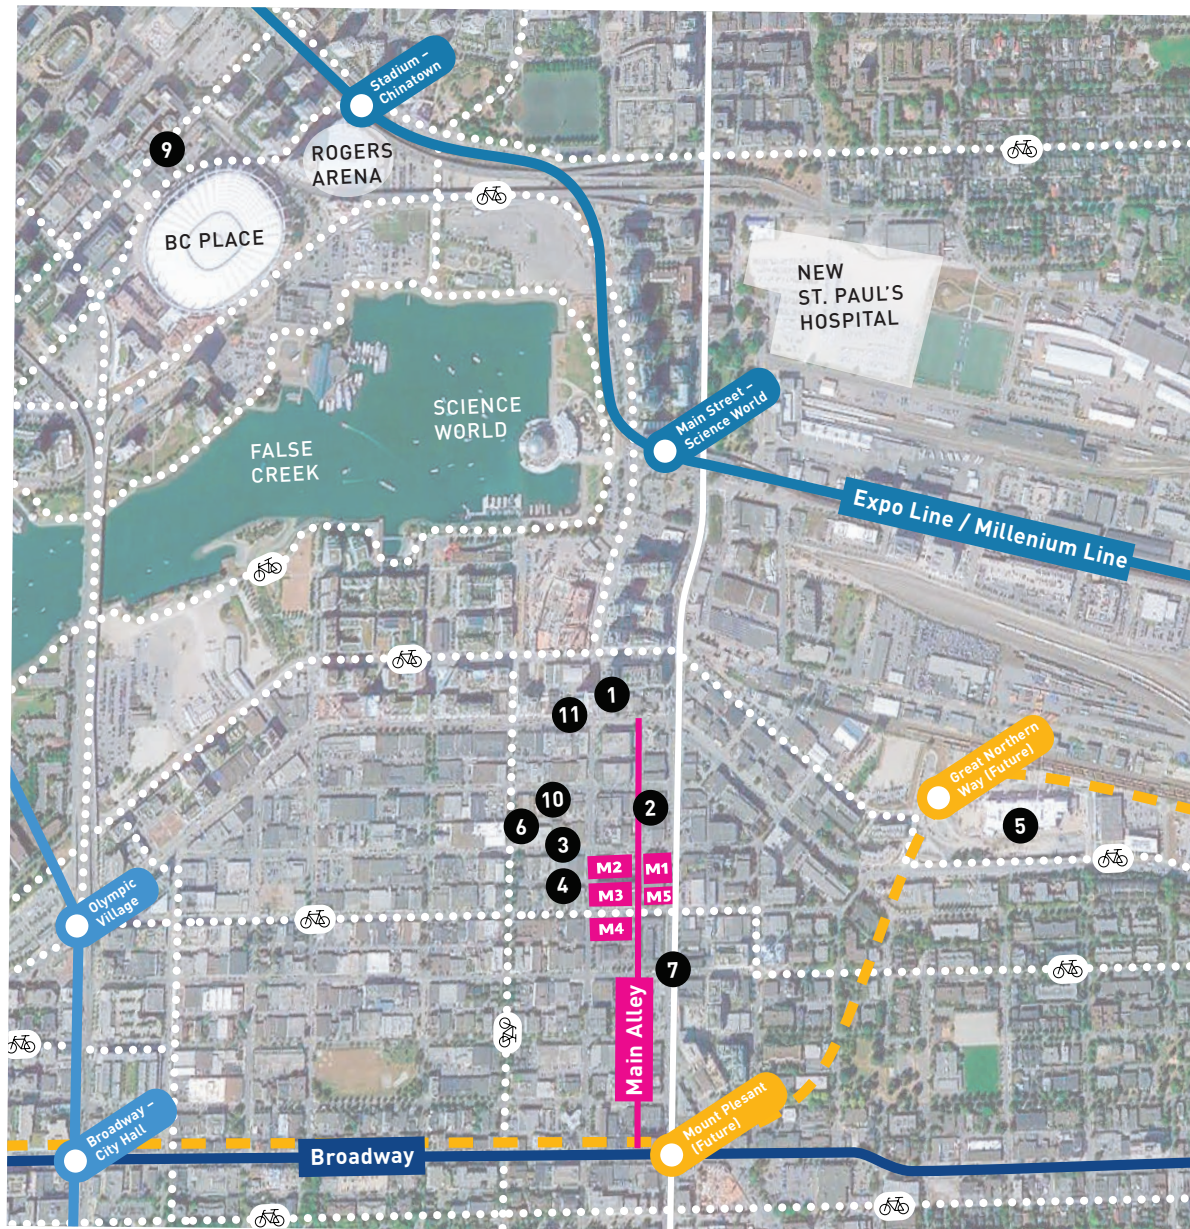 Stadium –
Chinatown
9
ROGERS
ARENA
BC PLACE
NEW
ST. PAUL'S
HOSPITAL
SCIENCE
WORLD
Main Street –
Science World
FALSE
CREEK
Expo Line / Millenium Line
1
11
Great Northern
Way (Future)
10
2
6
5
3
M2
M1
4
M3
M5
Olympic
Village
M4
7
Main Alley
Mount Plesant
(Future)
Broadway –
City Hall
Broadway